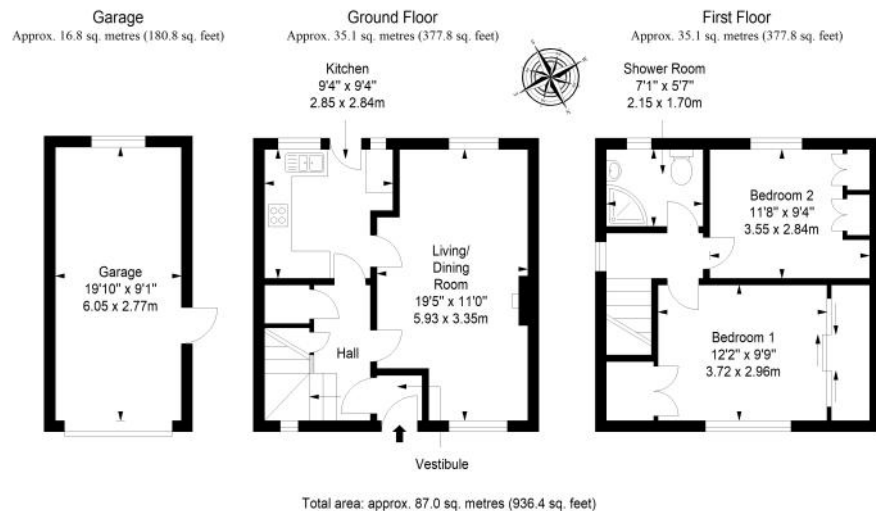 Garage
Approx. 16.8 sq. metres (180.8 sq. feet)
Ground Floor
Approx. 35.1 sq. metres (377.8 sq. feet)
First Floor
Approx. 35.1 sq. metres (377.8 sq. feet)
Kitchen
9'4" x 9'4"
2.85 x 2.84m
Shower Room
7'1" x 5'7"
2.15 x 1.70m
Garage
19'10" x 9'1"
6.05 x 2.77m
Living/
Dining
Room
19'5" x 11'0"
5.93 x 3.35m
Hall
Vestibule
Bedroom 2
11'8" x 9'4"
3.55 x 2.84m
Bedroom 1
12'2" x 9'9"
3.72 x 2.96m
Total area: approx. 87.0 sq. metres (936.4 sq. feet)